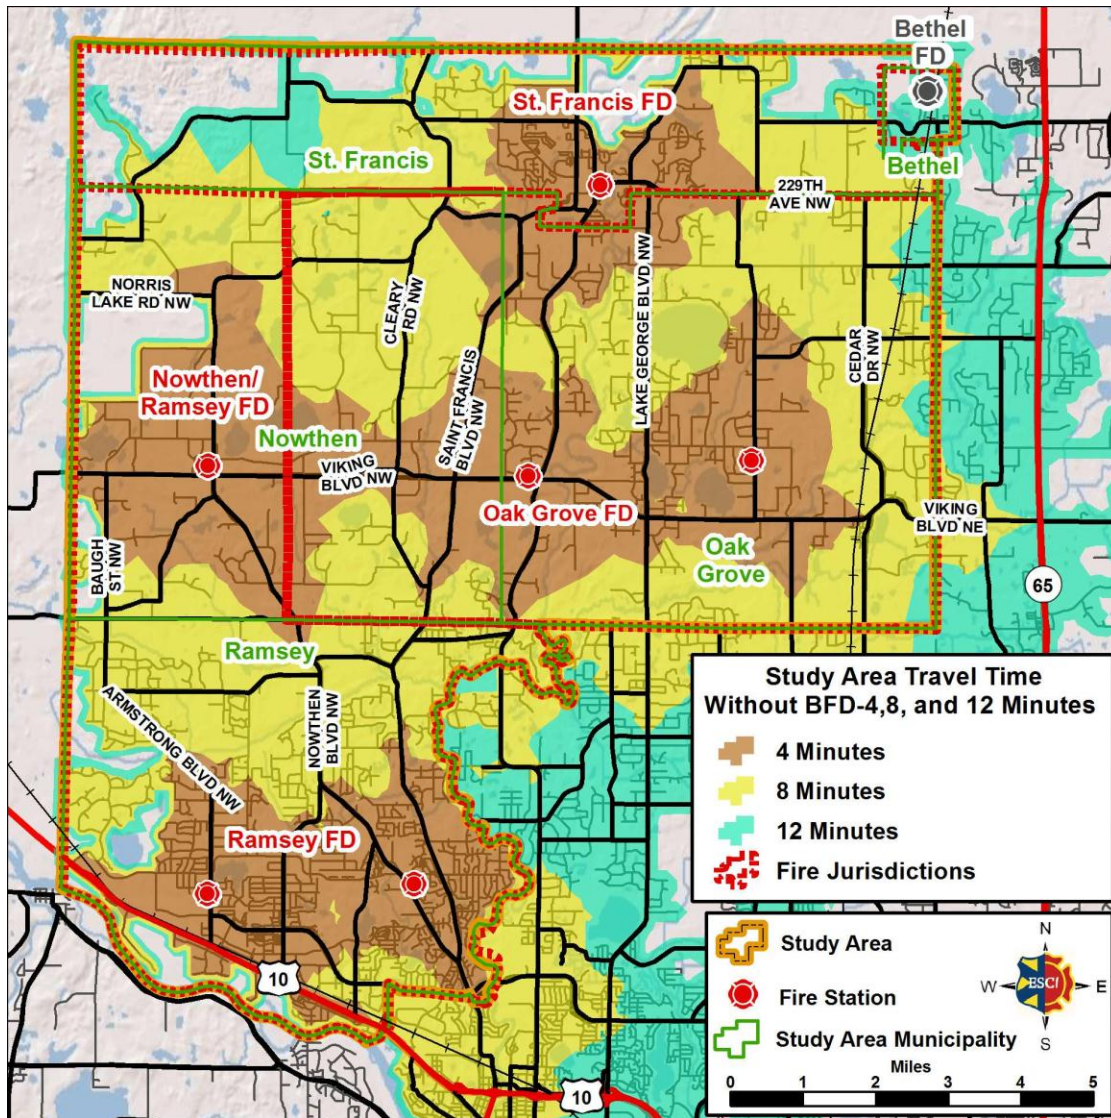 Bethel
FD
St. Francis FD
St. Francis
Bethel
229TH
AVE NW
NORRIS
LAKE RD NW
CLEARY
RD NW
LAKE GEORGE BLVD NW
CEDAR
DR NW
SAINT FRANCIS
BLVD NW
Nowthen/
Ramsey FD
Nowthen
VIKING
BLVD NW
Oak Grove FD
VIKING
BLVD NE
BAUGH
ST NW
Oak
Grove
65
Ramsey
ARMSTRONG BLVD NW
NOWTHEN
BLVD NW
Ramsey FD
10
10
Study Area Travel Time
Without BFD-4,8, and 12 Minutes
4 Minutes
8 Minutes
12 Minutes
Fire Jurisdictions
Study Area
Fire Station
Study Area Municipality
N
W
ESCI
E
S
Miles
0 1 2 3 4 5